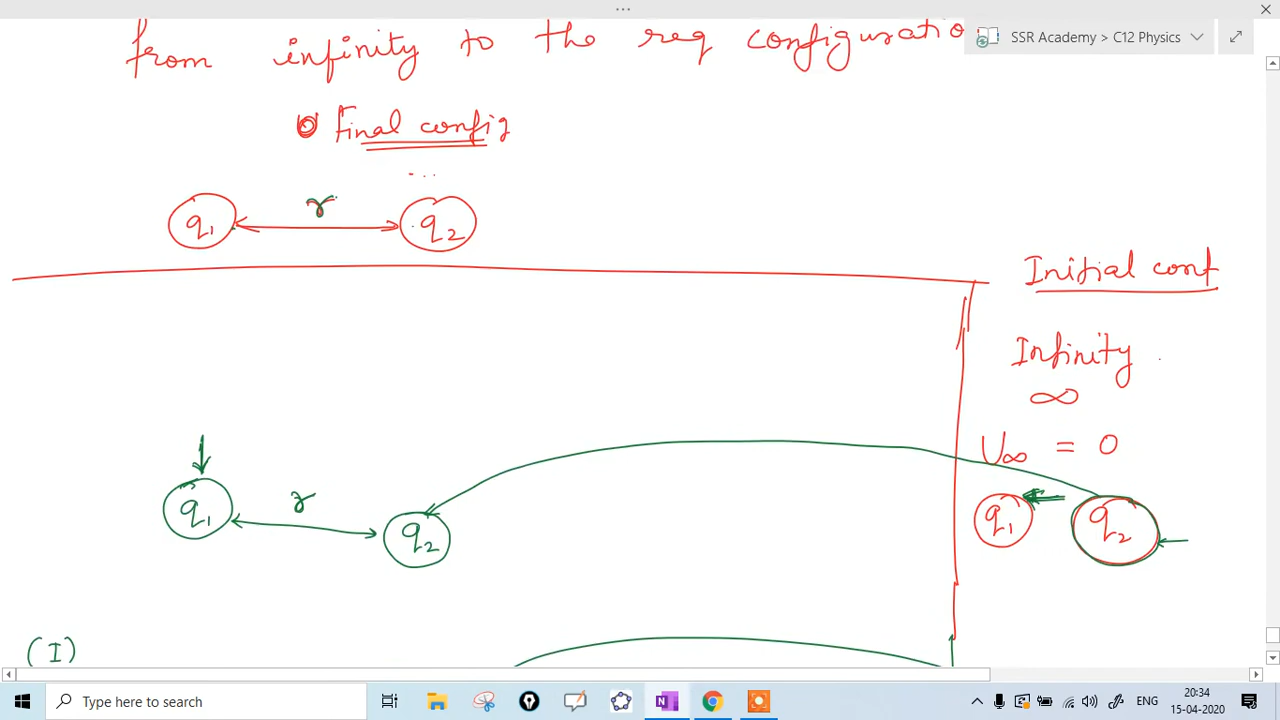 SSR Academy > C12 Physics
from infinity to the req configuratio
Final config
q1 r q2
Initial conf
Infinity
∞
U∞ = 0
q1 r q2
q1 q2
(I)
Type here to search
ENG
20:34
15-04-2020